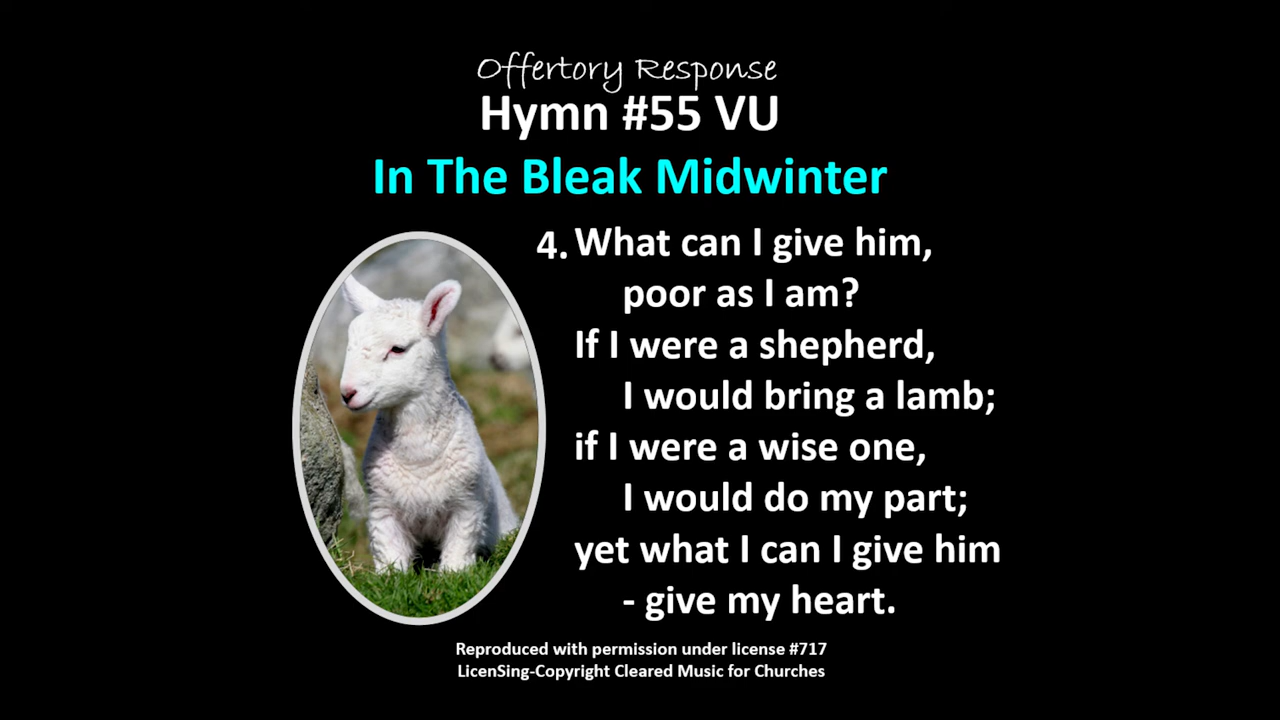 Offertory Response
Hymn #55 VU
In The Bleak Midwinter
4. What can I give him,
poor as I am?
If I were a shepherd,
I would bring a lamb;
if I were a wise one,
I would do my part;
yet what I can I give him
- give my heart.
Reproduced with permission under license #717
LicenSing-Copyright Cleared Music for Churches